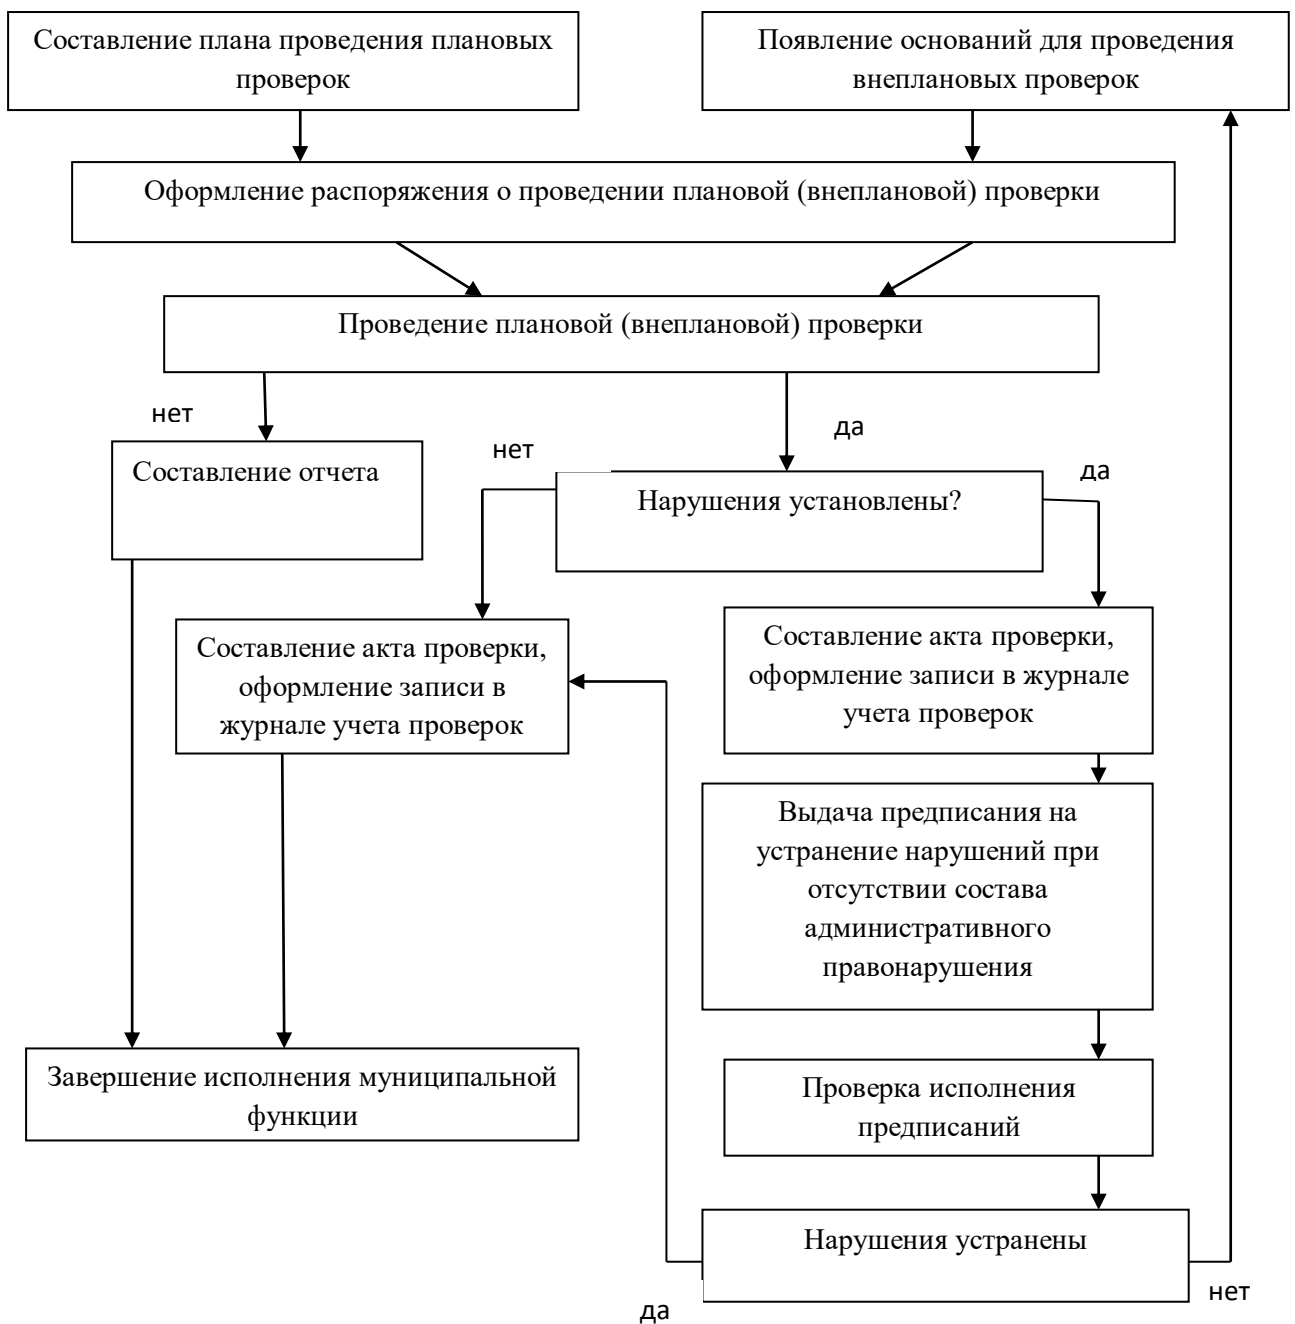 Составление плана проведения плановых
проверок
Появление оснований для проведения
внеплановых проверок
Оформление распоряжения о проведении плановой (внеплановой) проверки
Проведение плановой (внеплановой) проверки
нет
да
Составление отчета
нет
Нарушения установлены?
да
Составление акта проверки,
оформление записи в
журнале учета проверок
Составление акта проверки,
оформление записи в журнале
учета проверок
Выдача предписания на
устранение нарушений при
отсутствии состава
административного
правонарушения
Завершение исполнения муниципальной
функции
Проверка исполнения
предписаний
Нарушения устранены
да
нет